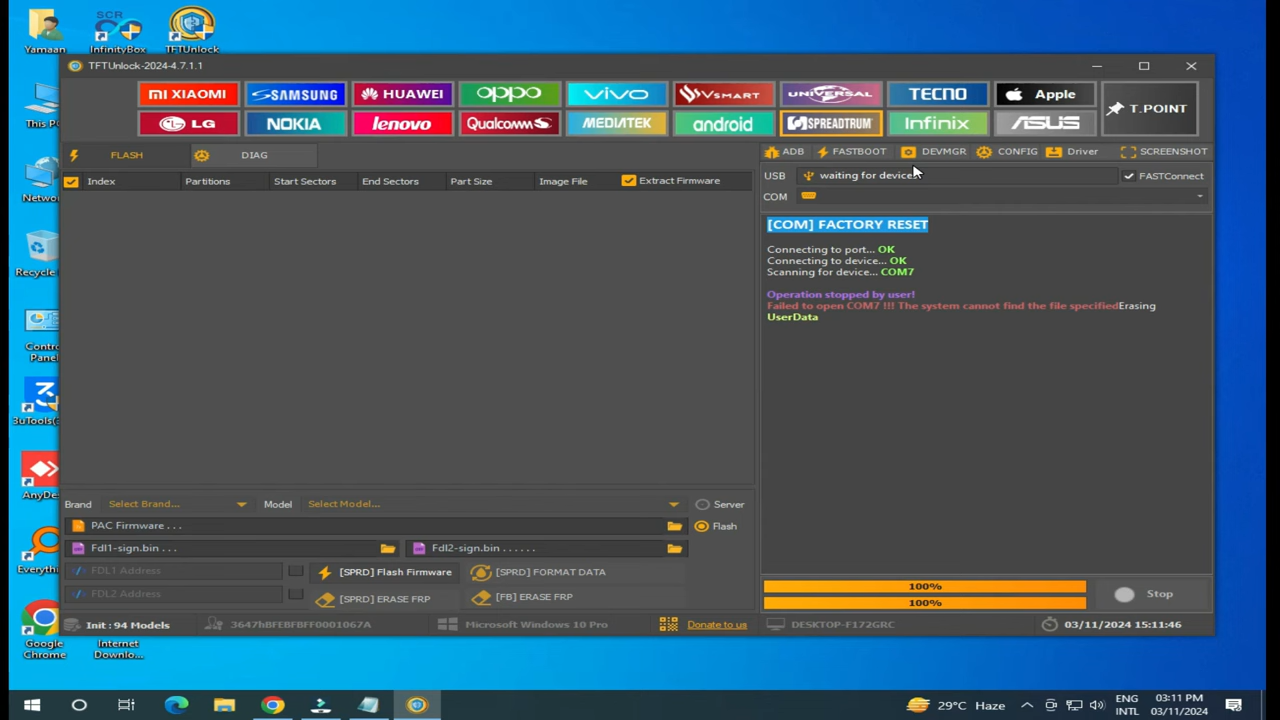 SCR
Yamaan
InfinityBox
TFTUnlock
TFTUnlock-2024-4.7.1.1
MI XIAOMI
SAMSUNG
HUAWEI
oppo
vivo
VSMART
UNIVERSAL
TECNO
Apple
T.POINT
LG
NOKIA
lenovo
Qualcomm
MEDIATEK
android
SPREADTRUM
Infinix
ASUS
This PC
FLASH
DIAG
ADB
FASTBOOT
DEVMGR
CONFIG
Driver
SCREENSHOT
Index
Partitions
Start Sectors
End Sectors
Part Size
Image File
Extract Firmware
USB
waiting for devices
FASTConnect
COM
Network
[COM] FACTORY RESET
Connecting to port... OK
Connecting to device... OK
Scanning for device... COM7
Operation stopped by user!
Failed to open COM7 !!! The system cannot find the file specifiedErasing
UserData
Recycle
Contro
Panel
3uTools(
AnyDes
Everythi
Google
Chrome
Internet
Downlo...
Brand
Select Brand...
Model
Select Model...
Server
PAC Firmware . . .
Flash
Fdl1-sign.bin . . .
Fdl2-sign.bin . . . . . .
FDL1 Address
[SPRD] Flash Firmware
[SPRD] FORMAT DATA
FDL2 Address
[SPRD] ERASE FRP
[FB] ERASE FRP
100%
100%
Stop
Init : 94 Models
3647hBFEBFBFF0001067A
Microsoft Windows 10 Pro
Donate to us
DESKTOP-F172GRC
03/11/2024 15:11:46
29°C Haze
ENG
INTL
03:11 PM
03/11/2024